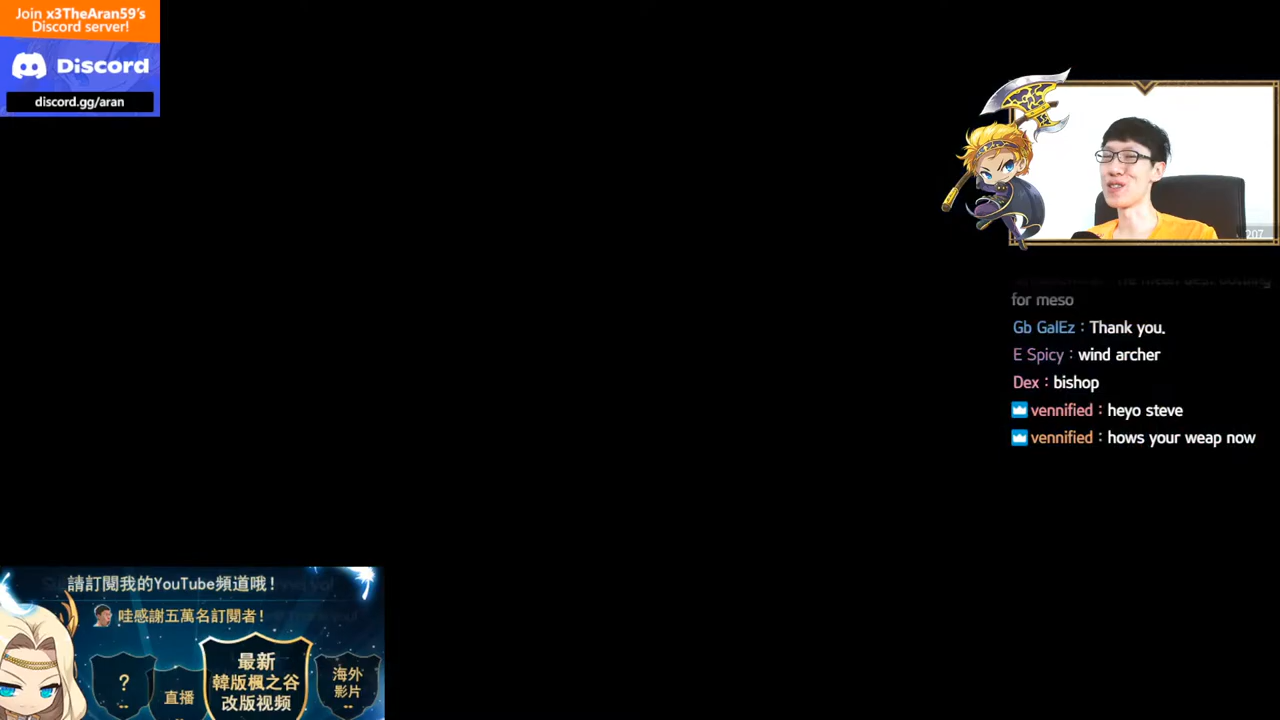 Join x3TheAran59's
Discord server!
Discord
discord.gg/aran
207
for meso
Gb GalEz : Thank you.
E Spicy : wind archer
Dex : bishop
vennified : heyo steve
vennified : hows your weap now
請訂閱我的YouTube頻道哦!
哇感謝五萬名訂閱者!
?
直播
最新
韓版楓之谷
改版视频
海外
影片